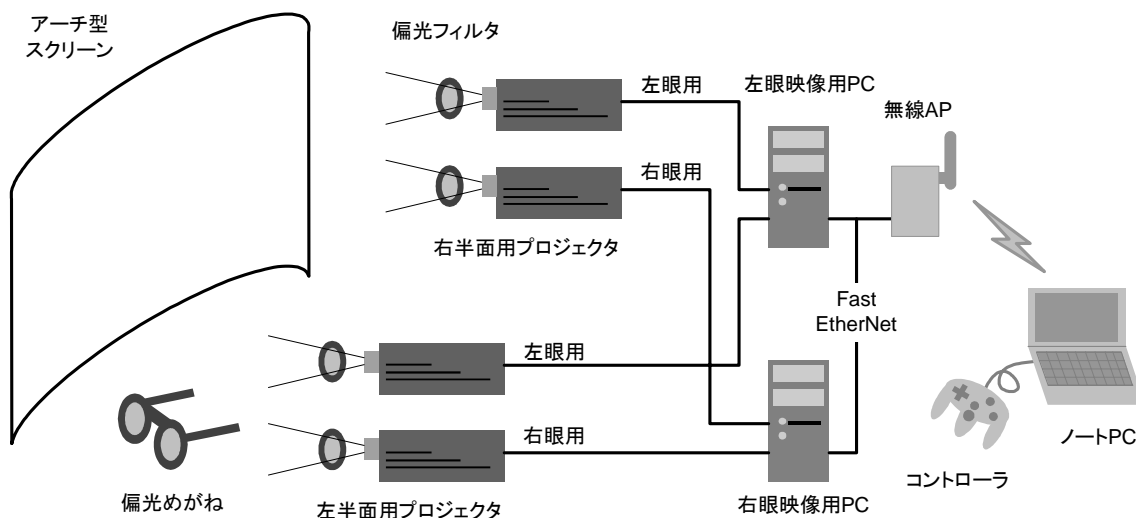 アーチ型
スクリーン
偏光フィルタ
左眼用
左眼映像用PC
無線AP
右眼用
右半面用プロジェクタ
Fast
EtherNet
左眼用
右眼用
偏光めがね
左半面用プロジェクタ
右眼映像用PC
コントローラ
ノートPC